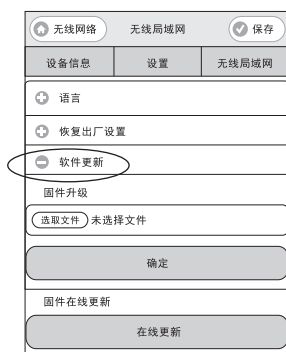 无线网络 无线局域网 保存
设备信息 设置 无线局域网
语言
恢复出厂设置
软件更新
固件升级
选取文件 未选择文件
确定
固件在线更新
在线更新